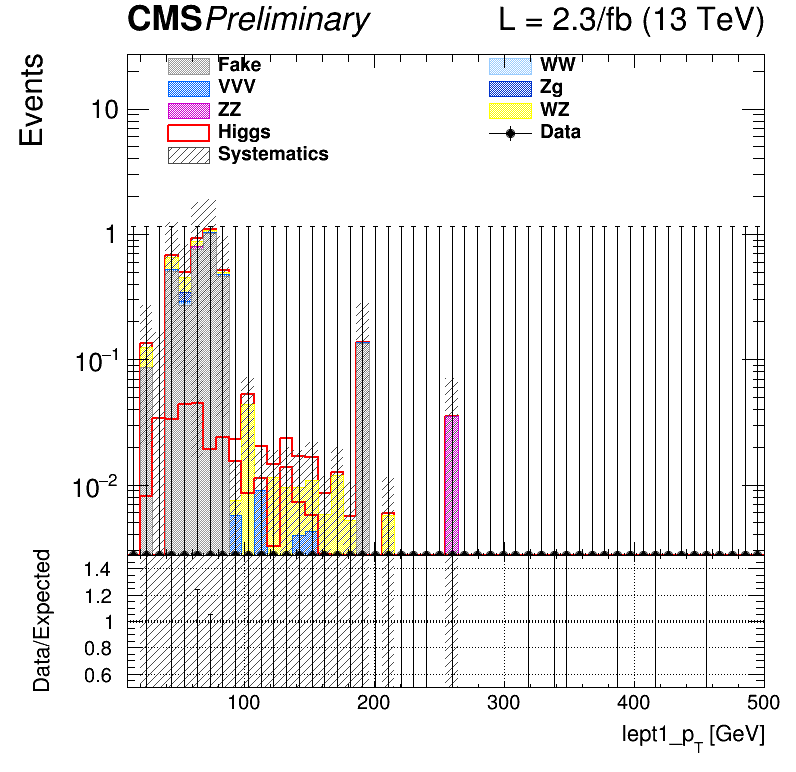 CMS Preliminary L = 2.3/fb (13 TeV)
Events
Fake WW
VVV Zg
ZZ WZ
Higgs Data
Systematics
10
1
10−1
10−2
Data/Expected
1.4
1.2
1
0.8
0.6
100 200 300 400 500
lept1_pT [GeV]